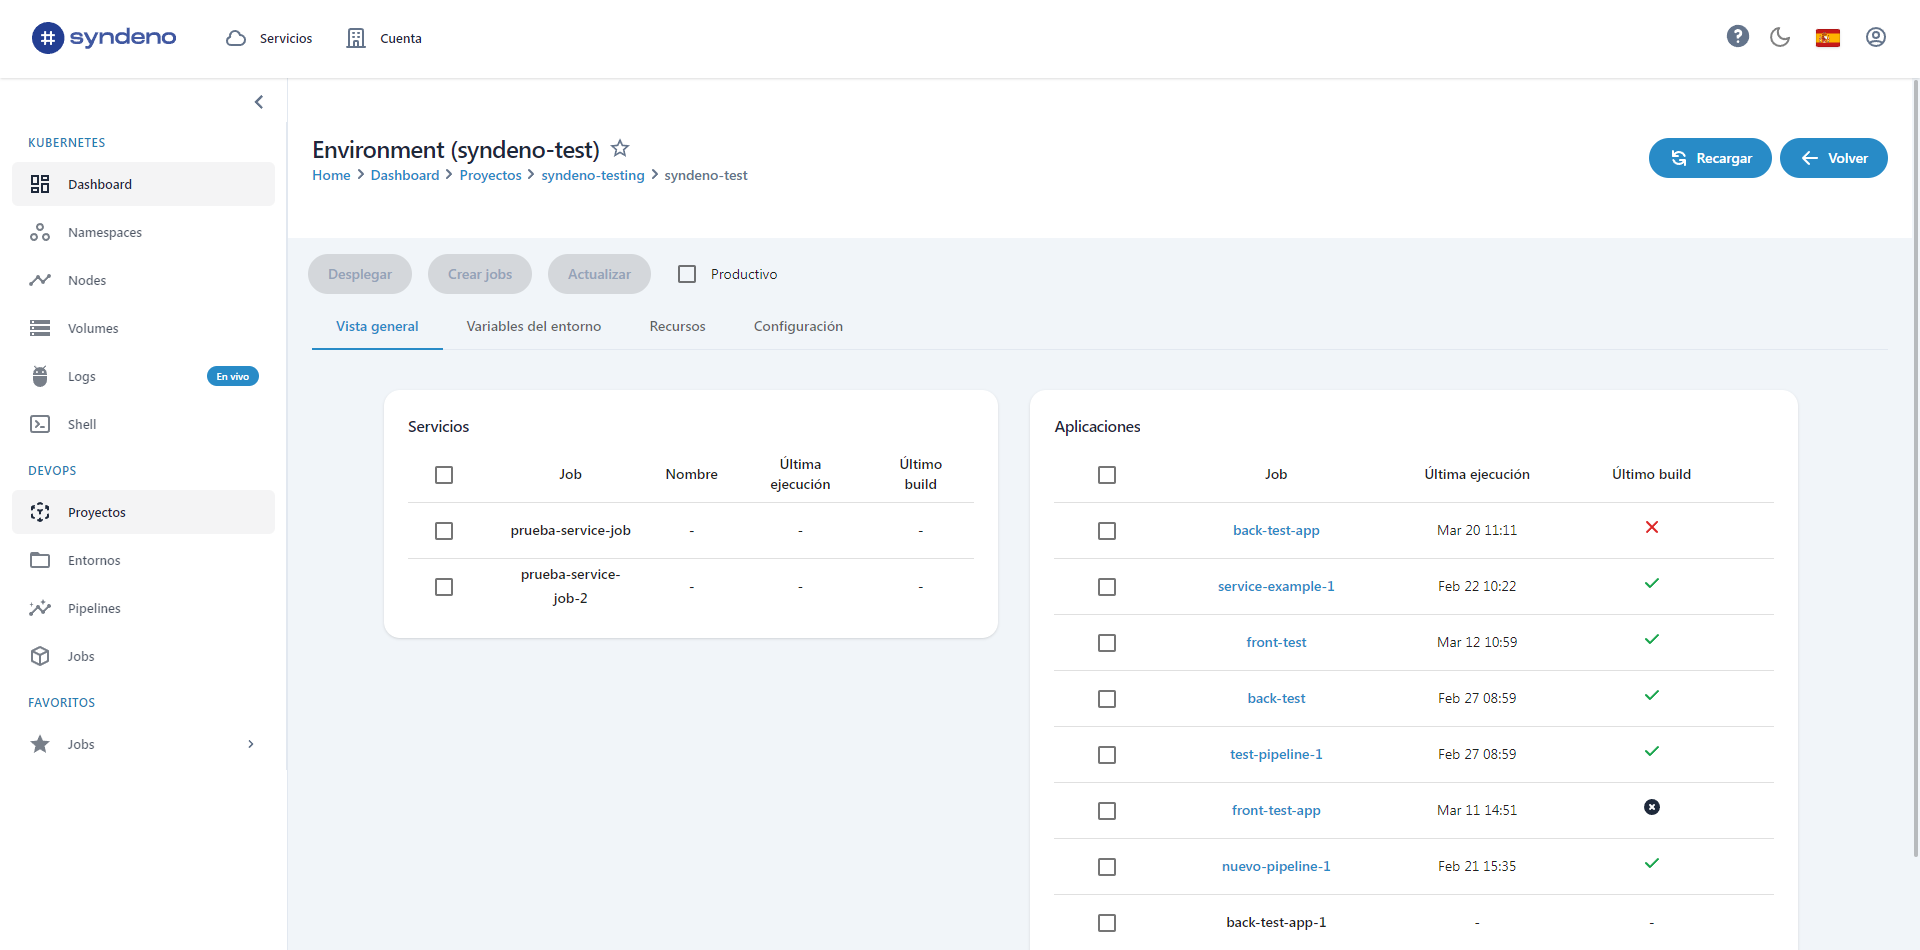 syndeno
Servicios
Cuenta
KUBERNETES
Dashboard
Namespaces
Nodes
Volumes
Logs
En vivo
Shell
DEVOPS
Proyectos
Entornos
Pipelines
Jobs
FAVORITOS
Jobs
Environment (syndeno-test)
Home > Dashboard > Proyectos > syndeno-testing > syndeno-test
Recargar
Volver
Desplegar
Crear jobs
Actualizar
Productivo
Vista general
Variables del entorno
Recursos
Configuración
Servicios
Job Nombre Última ejecución Último build
prueba-service-job - - -
prueba-service-
job-2 - - -
Aplicaciones
Job Última ejecución Último build
back-test-app Mar 20 11:11
service-example-1 Feb 22 10:22
front-test Mar 12 10:59
back-test Feb 27 08:59
test-pipeline-1 Feb 27 08:59
front-test-app Mar 11 14:51
nuevo-pipeline-1 Feb 21 15:35
back-test-app-1 - -